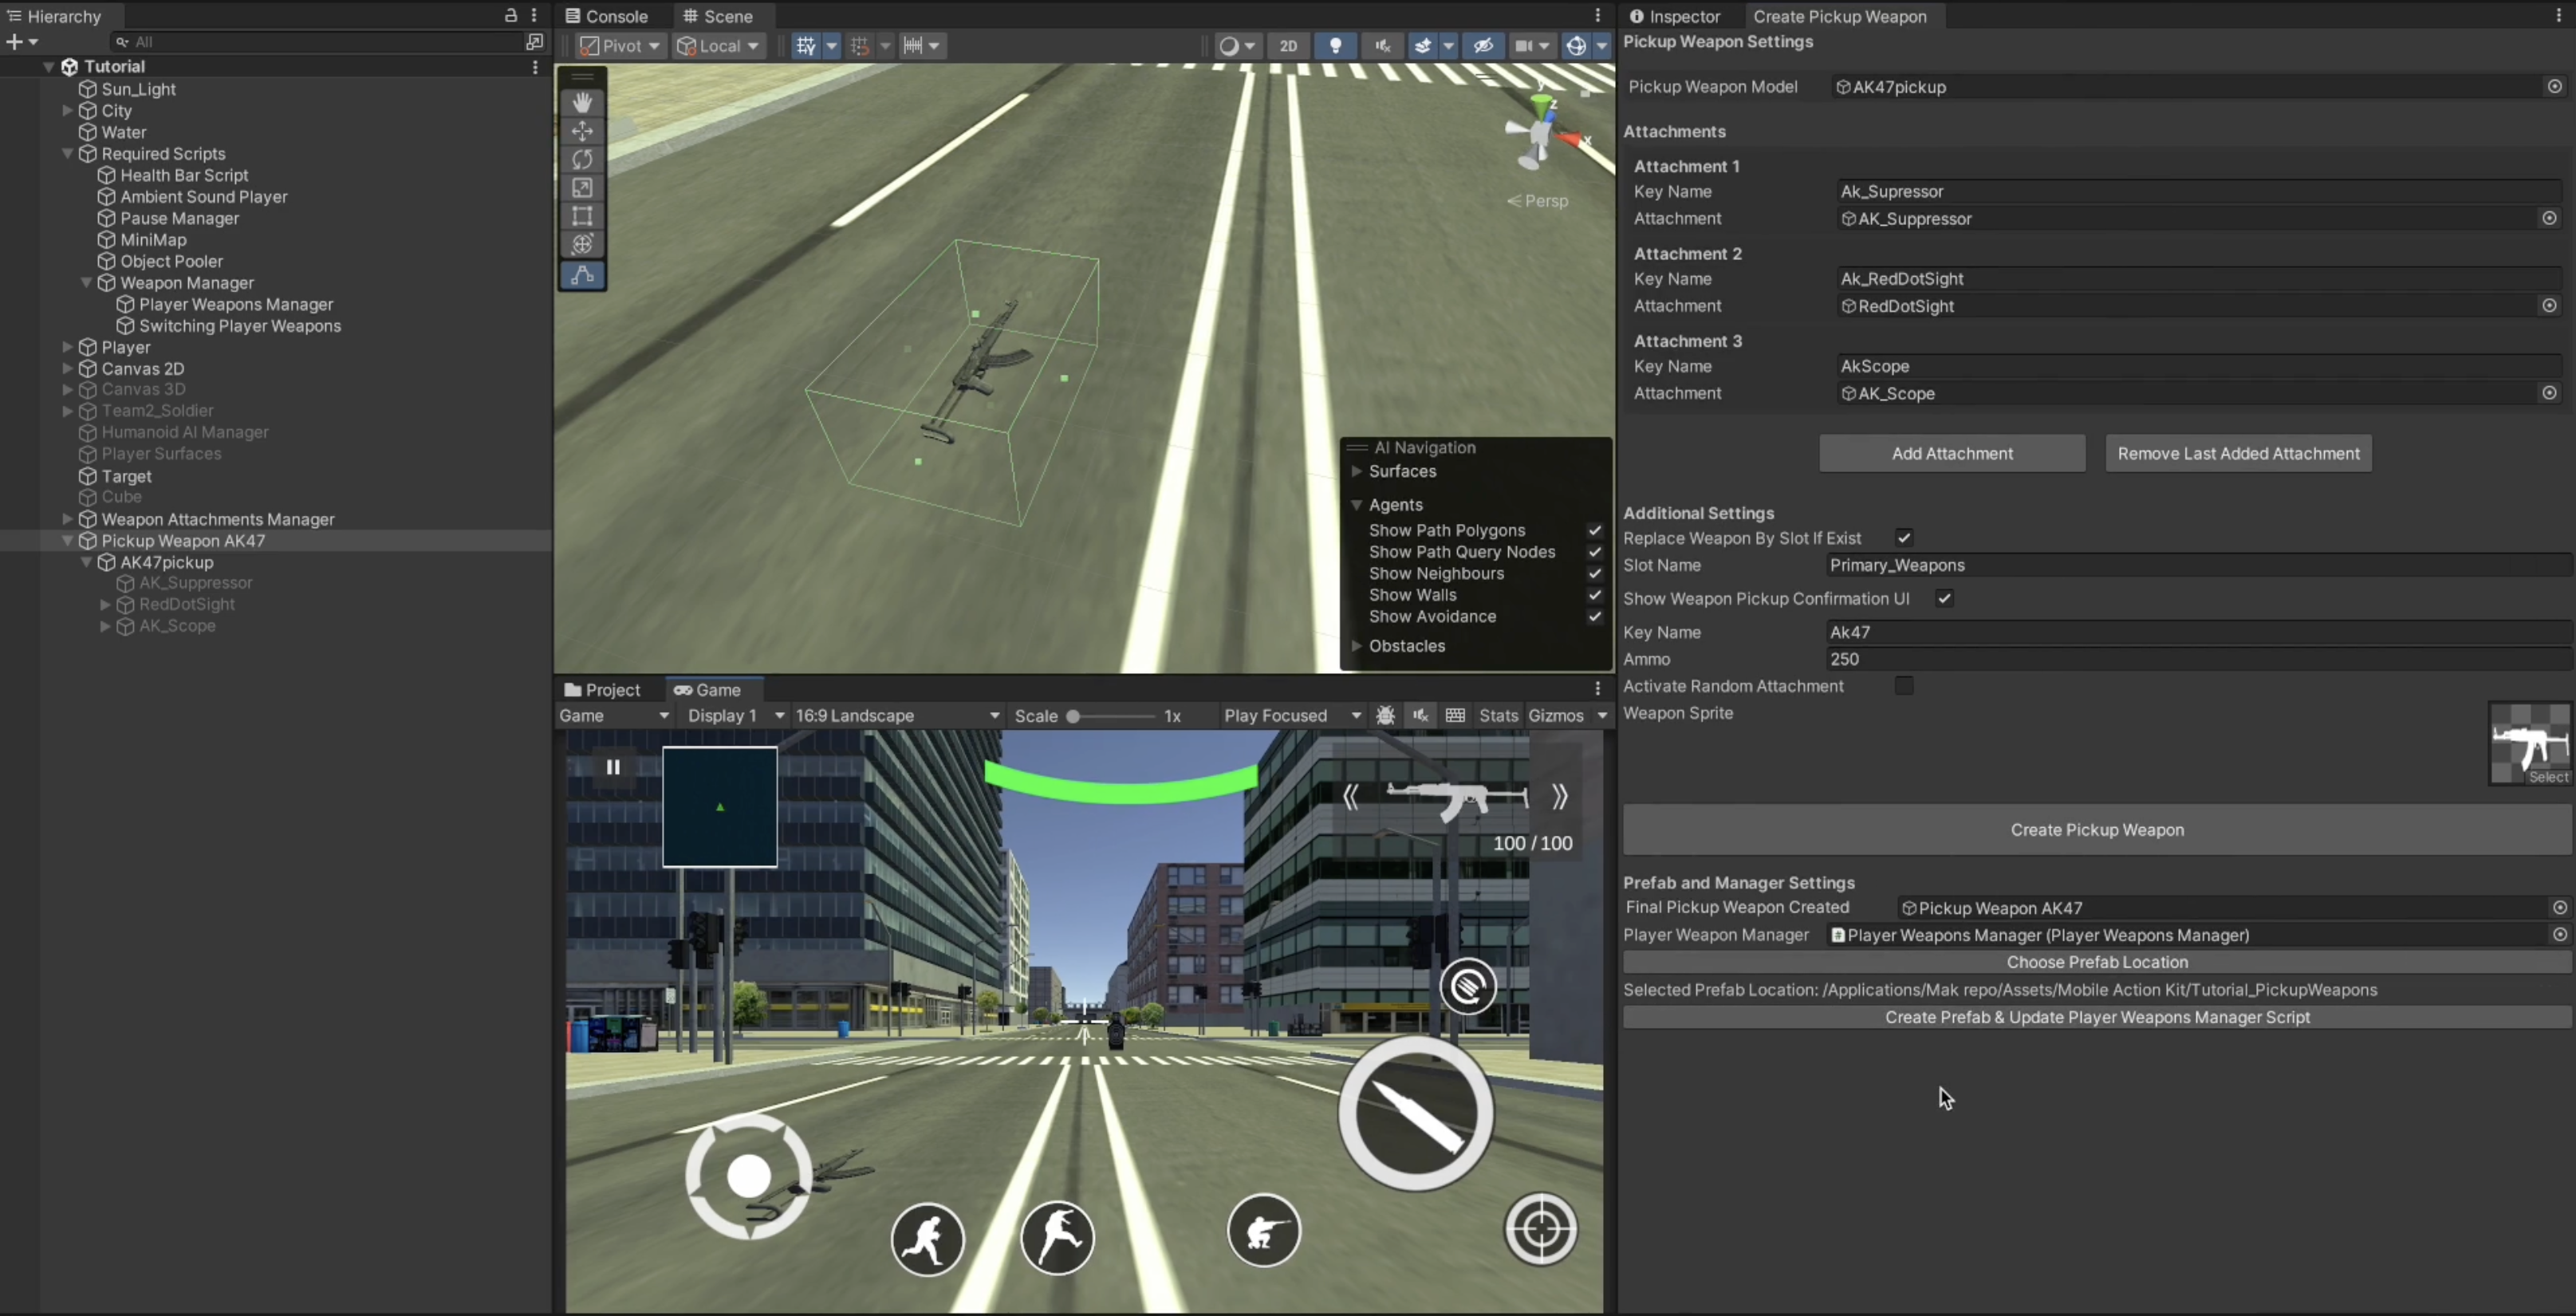 Hierarchy
All
Tutorial
Sun_Light
City
Water
Required Scripts
Health Bar Script
Ambient Sound Player
Pause Manager
MiniMap
Object Pooler
Weapon Manager
Player Weapons Manager
Switching Player Weapons
Player
Canvas 2D
Canvas 3D
Team2_Soldier
Humanoid AI Manager
Player Surfaces
Target
Cube
Weapon Attachments Manager
Pickup Weapon AK47
AK47pickup
AK_Suppressor
RedDotSight
AK_Scope
Console Scene
Pivot Local 2D
y
z
x
Persp
AI Navigation
Surfaces
Agents
Show Path Polygons
Show Path Query Nodes
Show Neighbours
Show Walls
Show Avoidance
Obstacles
Project Game
Game Display 1 16:9 Landscape Scale 1x Play Focused Stats Gizmos
100 / 100
Inspector Create Pickup Weapon
Pickup Weapon Settings
Pickup Weapon Model AK47pickup
Attachments
Attachment 1
Key Name Ak_Supressor
Attachment AK_Suppressor
Attachment 2
Key Name Ak_RedDotSight
Attachment RedDotSight
Attachment 3
Key Name AkScope
Attachment AK_Scope
Add Attachment Remove Last Added Attachment
Additional Settings
Replace Weapon By Slot If Exist
Slot Name Primary_Weapons
Show Weapon Pickup Confirmation UI
Key Name Ak47
Ammo 250
Activate Random Attachment
Weapon Sprite
Select
Create Pickup Weapon
Prefab and Manager Settings
Final Pickup Weapon Created Pickup Weapon AK47
Player Weapon Manager Player Weapons Manager (Player Weapons Manager)
Choose Prefab Location
Selected Prefab Location: /Applications/Mak repo/Assets/Mobile Action Kit/Tutorial_PickupWeapons
Create Prefab & Update Player Weapons Manager Script